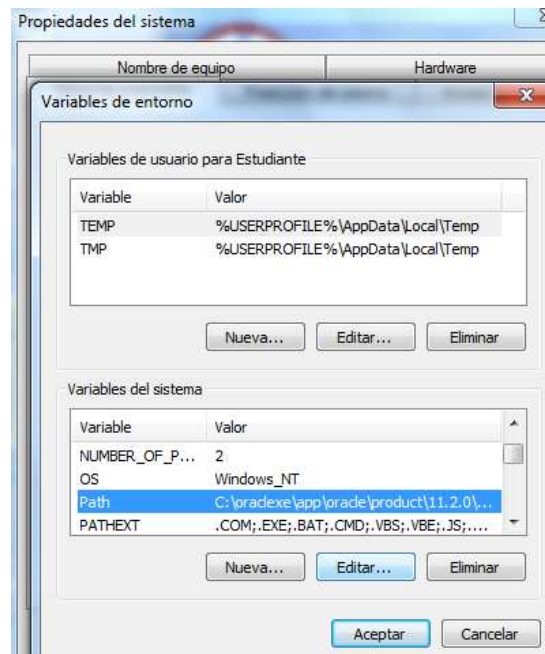 Propiedades del sistema
Nombre de equipo Hardware
Variables de entorno
Variables de usuario para Estudiante
Variable Valor
TEMP %USERPROFILE%\AppData\Local\Temp
TMP %USERPROFILE%\AppData\Local\Temp
Nueva... Editar... Eliminar
Variables del sistema
Variable Valor
NUMBER_OF_P... 2
OS Windows_NT
Path C:\oraclexe\app\oracle\product\11.2.0\...
PATHEXT .COM;.EXE;.BAT;.CMD;.VBS;.VBE;.JS;....
Nueva... Editar... Eliminar
Aceptar Cancelar